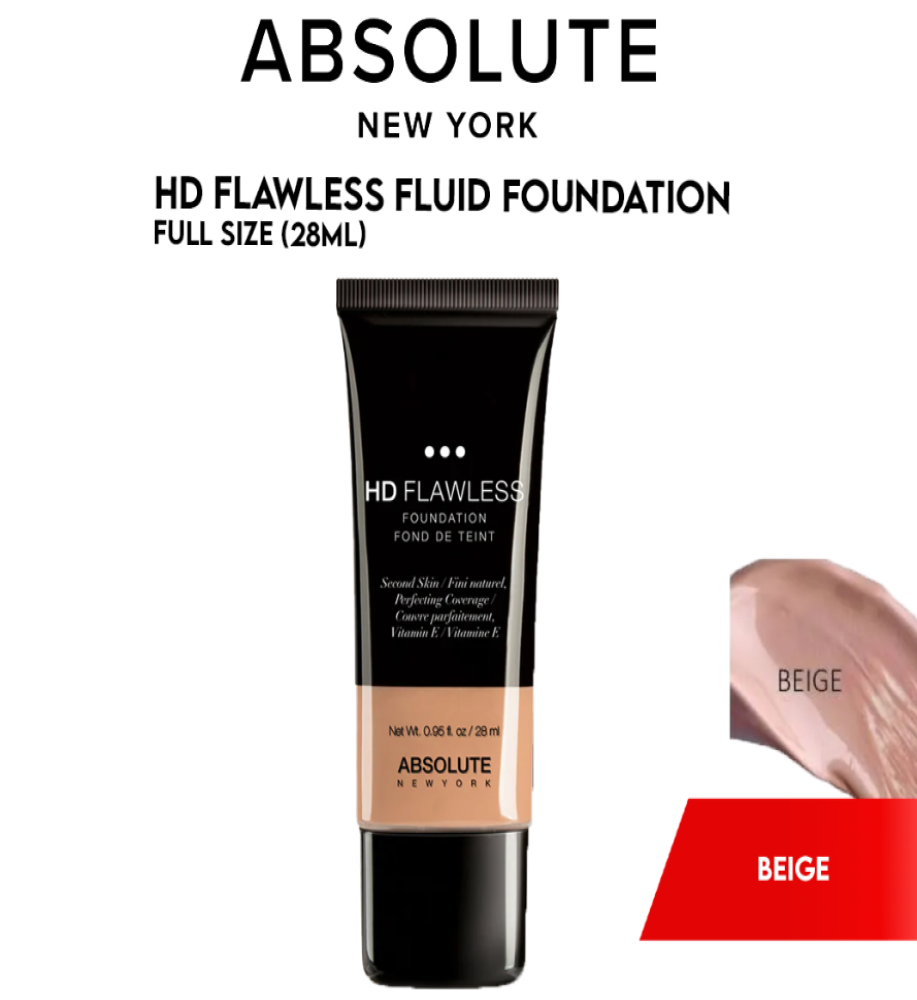 ABSOLUTE
NEW YORK
HD FLAWLESS FLUID FOUNDATION
FULL SIZE (28ML)
HD FLAWLESS
FOUNDATION
FOND DE TEINT
Second Skin / Fini naturel,
Perfecting Coverage /
Couvre parfaitement,
Vitamin E / Vitamine E
Net Wt. 0.95 fl. oz / 28 ml
ABSOLUTE
NEW YORK
BEIGE
BEIGE